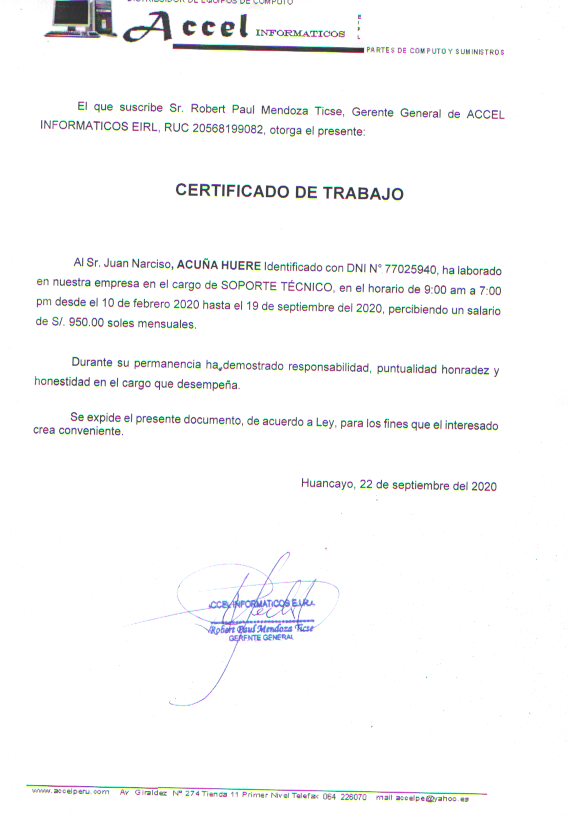 DISTRIBUIDOR DE EQUIPOS DE COMPUTO
Accel INFORMATICOS
E I R L
PARTES DE COMPUTO Y SUMINISTROS
El que suscribe Sr. Robert Paul Mendoza Ticse, Gerente General de ACCEL
INFORMATICOS EIRL, RUC 20568199082, otorga el presente:
CERTIFICADO DE TRABAJO
Al Sr. Juan Narciso, ACUÑA HUERE Identificado con DNI N° 77025940, ha laborado
en nuestra empresa en el cargo de SOPORTE TÉCNICO, en el horario de 9:00 am a 7:00
pm desde el 10 de febrero 2020 hasta el 19 de septiembre del 2020, percibiendo un salario
de S/. 950.00 soles mensuales.
Durante su permanencia ha demostrado responsabilidad, puntualidad honradez y
honestidad en el cargo que desempeña.
Se expide el presente documento, de acuerdo a Ley, para los fines que el interesado
crea conveniente.
Huancayo, 22 de septiembre del 2020
ACCEL INFORMATICOS E.I.R.L.
Robert Paul Mendoza Ticse
GERENTE GENERAL
www.accelperu.com Av Giraldez Nº 274 Tienda 11 Primer Nivel Telefax 064 226070 mail accelpe@yahoo.es